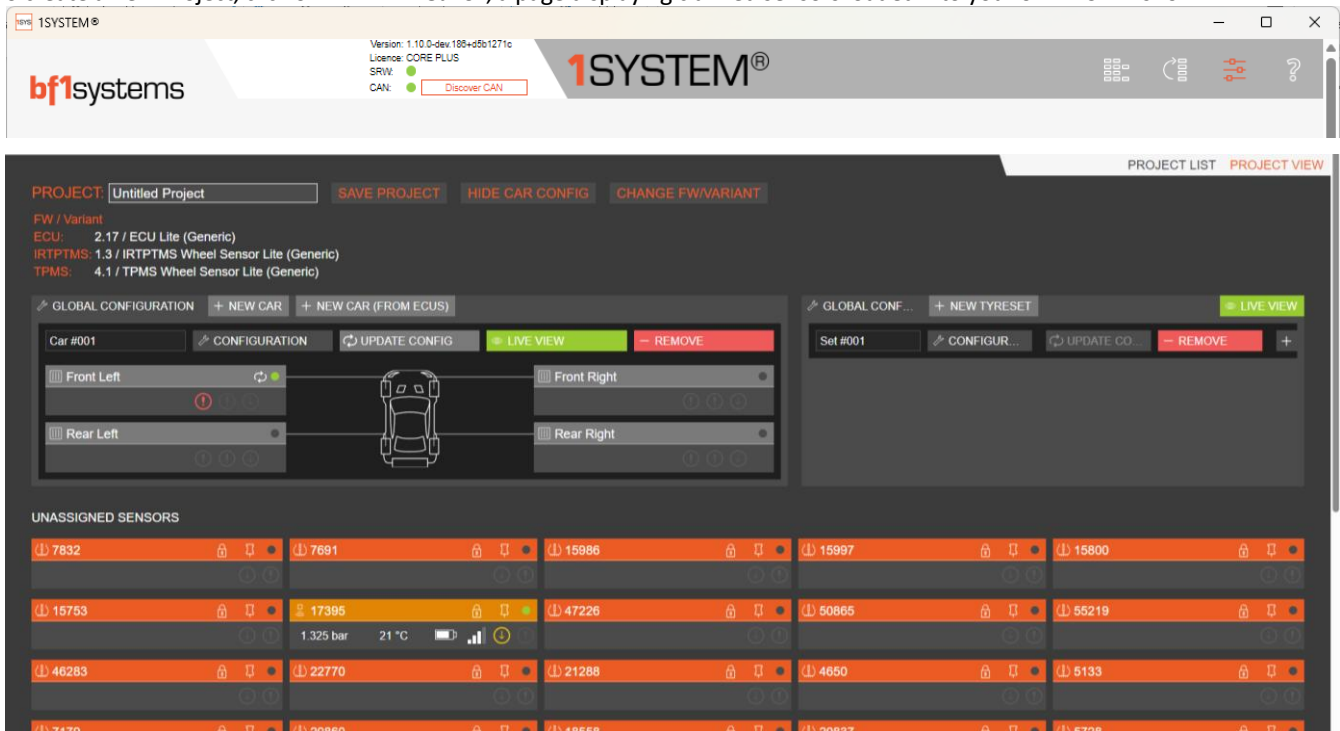 1SYSTEM®
bf1systems
Version: 1.10.0-dev.186+d5b1271c
Licence: CORE PLUS
SRW:
CAN: Discover CAN
1SYSTEM®
PROJECT LIST PROJECT VIEW
PROJECT: Untitled Project SAVE PROJECT HIDE CAR CONFIG CHANGE FW/VARIANT
FW / Variant
ECU: 2.17 / ECU Lite (Generic)
IRTPTMS: 1.3 / IRTPTMS Wheel Sensor Lite (Generic)
TPMS: 4.1 / TPMS Wheel Sensor Lite (Generic)
GLOBAL CONFIGURATION + NEW CAR + NEW CAR (FROM ECUS)
Car #001 CONFIGURATION UPDATE CONFIG LIVE VIEW − REMOVE
Front Left Front Right
Rear Left Rear Right
GLOBAL CONF... + NEW TYRESET LIVE VIEW
Set #001 CONFIGUR... UPDATE CO... − REMOVE +
UNASSIGNED SENSORS
7832 7691 15986 15997 15800
15753 17395 47226 50865 55219
1.325 bar 21 °C
46283 22770 21288 4650 5133